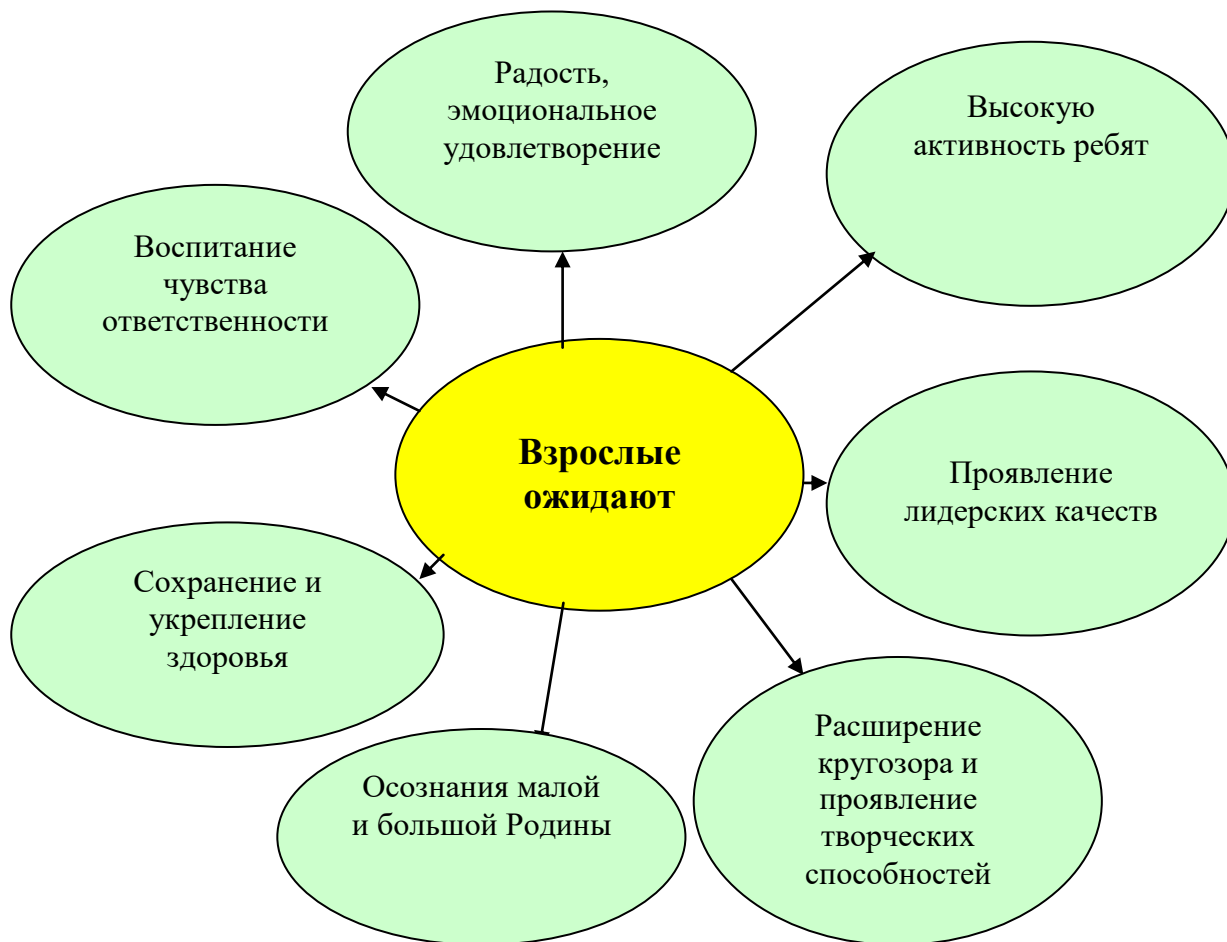 Радость,
эмоциональное
удовлетворение
Высокую
активность ребят
Воспитание
чувства
ответственности
Взрослые
ожидают
Проявление
лидерских качеств
Сохранение и
укрепление
здоровья
Осознания малой
и большой Родины
Расширение
кругозора и
проявление
творческих
способностей